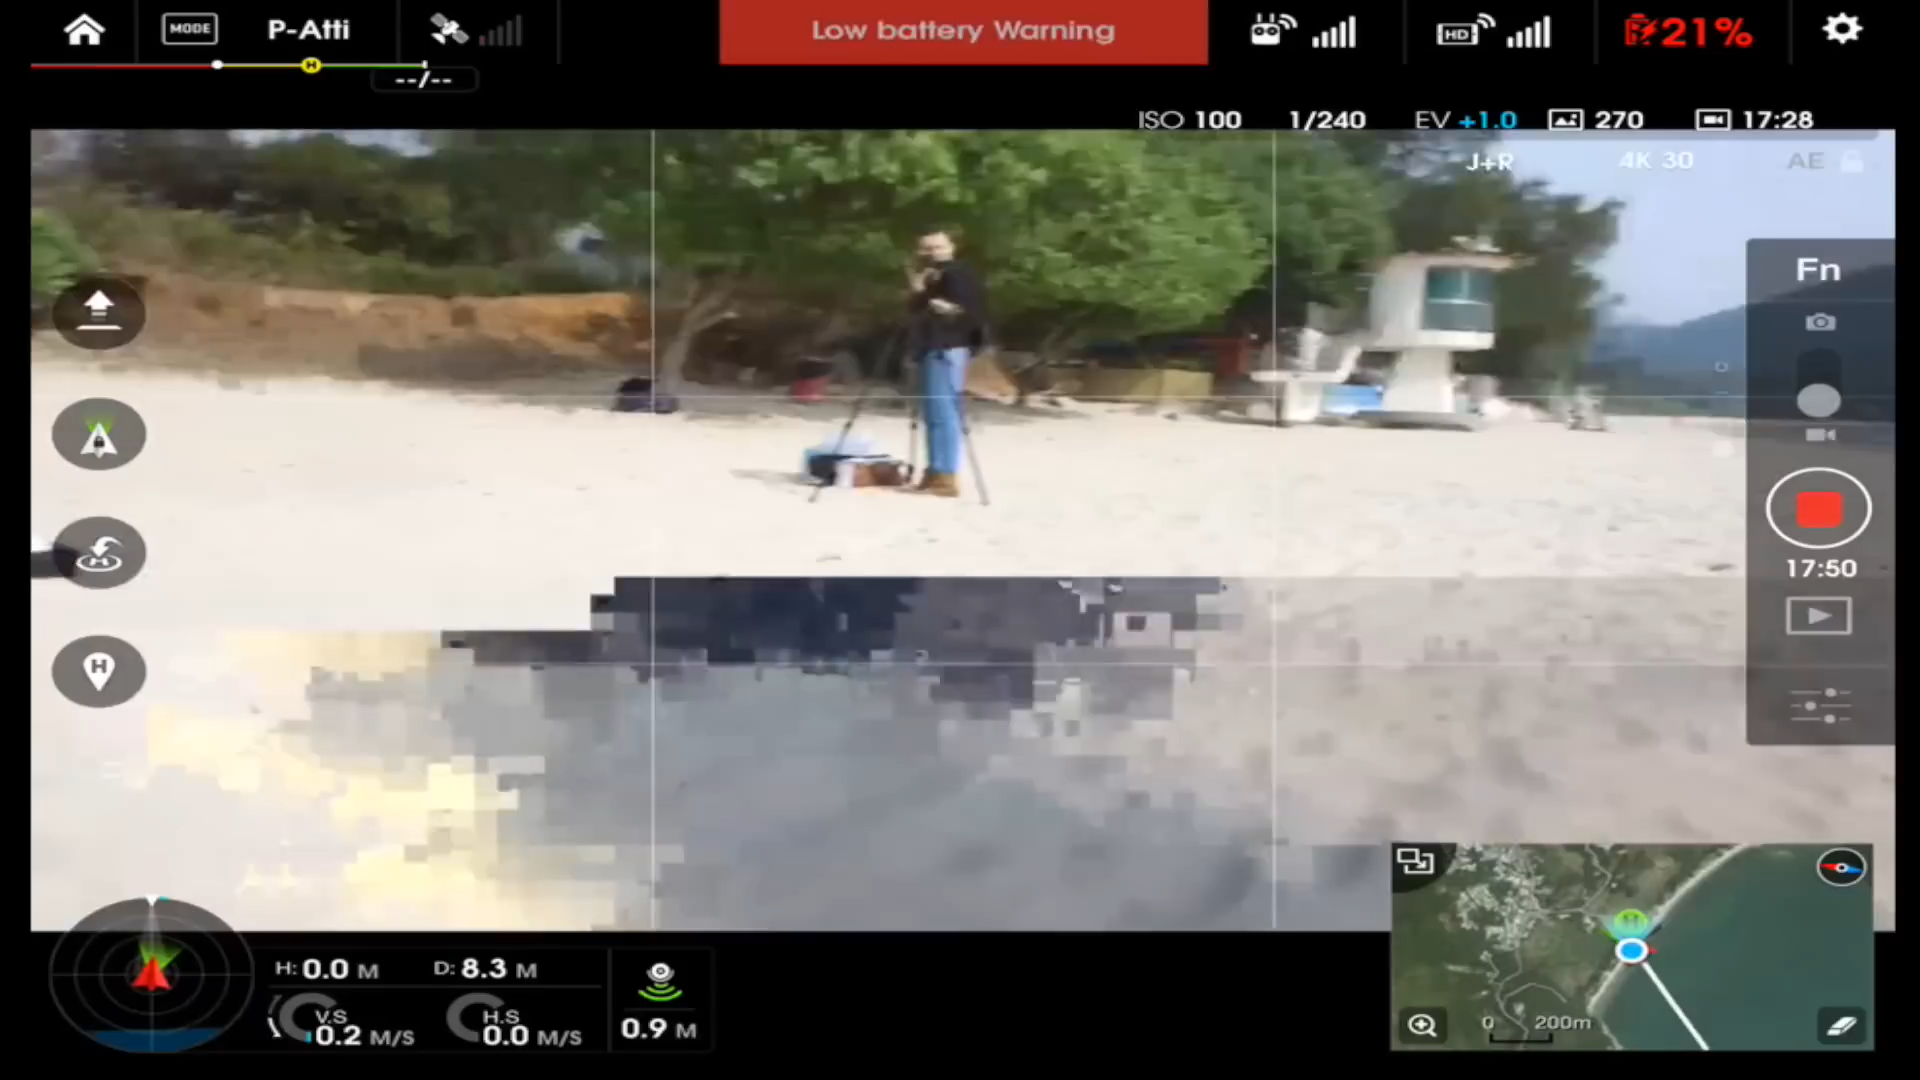 MODE P-Atti Low battery Warning HD 21%
H
--/--
ISO 100 1/240 EV +1.0 270 17:28
J+R 4K 30 AE
Fn
17:50
H
H: 0.0 M D: 8.3 M
V.S 0.2 M/S H.S 0.0 M/S 0.9 M
0 200m